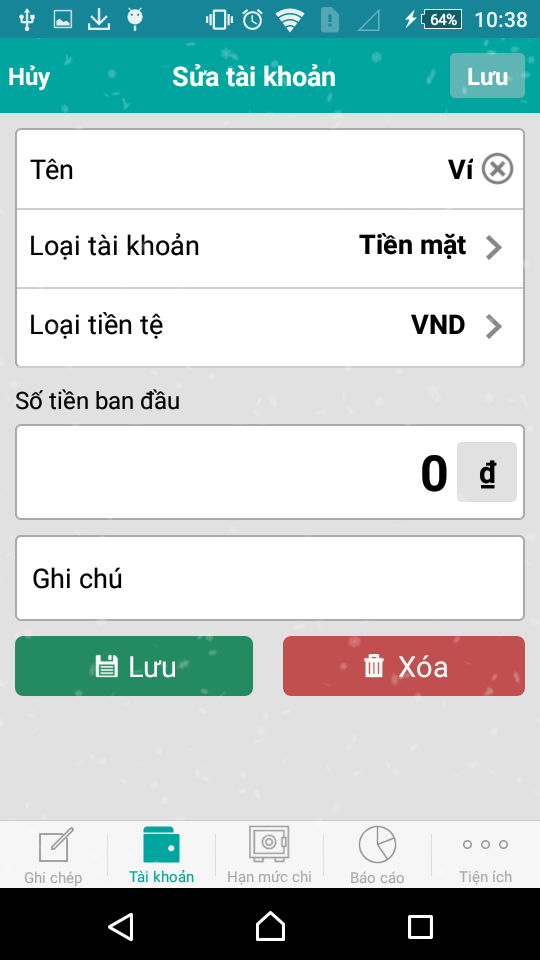 64% 10:38
Hủy Sửa tài khoản Lưu
Tên Ví
Loại tài khoản Tiền mặt
Loại tiền tệ VND
Số tiền ban đầu
0 đ
Ghi chú
Lưu Xóa
Ghi chép Tài khoản Hạn mức chi Báo cáo Tiện ích